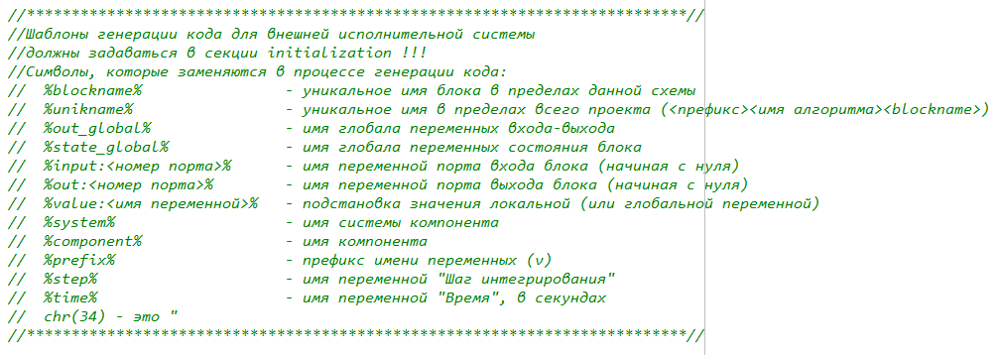 //***************************************************************************//
//Шаблоны генерации кода для внешней исполнительной системы
//должны задаваться в секции initialization !!!
//Символы, которые заменяются в процессе генерации кода:
//  %blockname%                - уникальное имя блока в пределах данной схемы
//  %unikname%                 - уникальное имя в пределах всего проекта (<префикс><имя алгоритма><blockname>)
//  %out_global%               - имя глобала переменных входа-выхода
//  %state_global%             - имя глобала переменных состояния блока
//  %input:<номер порта>%      - имя переменной порта входа блока (начиная с нуля)
//  %out:<номер порта>%        - имя переменной порта выхода блока (начиная с нуля)
//  %value:<имя переменной>%   - подстановка значения локальной (или глобальной переменной)
//  %system%                   - имя системы компонента
//  %component%                - имя компонента
//  %prefix%                   - префикс имени переменных (v)
//  %step%                     - имя переменной "Шаг интегрирования"
//  %time%                     - имя переменной "Время", в секундах
//  chr(34) - это "
//***************************************************************************//